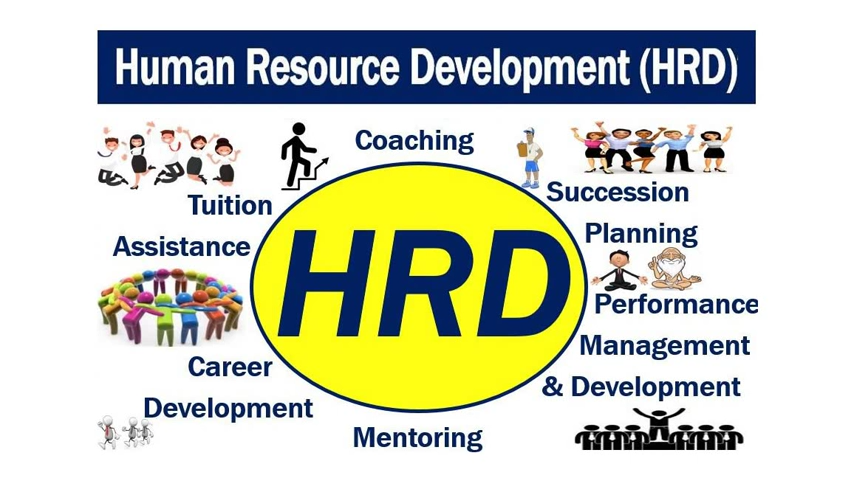 Human Resource Development (HRD)
Coaching
Tuition
Assistance
Succession
Planning
HRD
Performance
Management
& Development
Career
Development
Mentoring